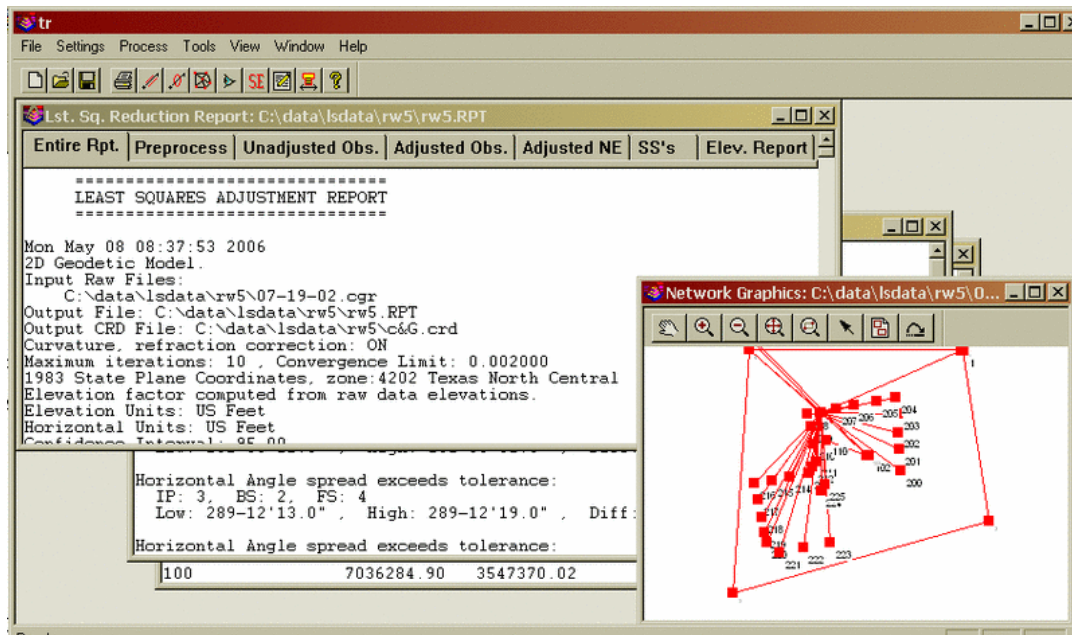 tr
File Settings Process Tools View Window Help
SE
Lst. Sq. Reduction Report: C:\data\lsdata\rw5\rw5.RPT
Entire Rpt. Preprocess Unadjusted Obs. Adjusted Obs. Adjusted NE SS's Elev. Report
================================
LEAST SQUARES ADJUSTMENT REPORT
================================
Mon May 08 08:37:53 2006
2D Geodetic Model.
Input Raw Files:
C:\data\lsdata\rw5\07-19-02.cgr
Output File: C:\data\lsdata\rw5\rw5.RPT
Output CRD File: C:\data\lsdata\rw5\c&G.crd
Curvature, refraction correction: ON
Maximum iterations: 10 , Convergence Limit: 0.002000
1983 State Plane Coordinates, zone:4202 Texas North Central
Elevation factor computed from raw data elevations.
Elevation Units: US Feet
Horizontal Units: US Feet
Confidence Interval: 95.00
Horizontal Angle spread exceeds tolerance:
IP: 3, BS: 2, FS: 4
Low: 289-12'13.0" , High: 289-12'19.0" , Diff:
Horizontal Angle spread exceeds tolerance:
100 7036284.90 3547370.02
Network Graphics: C:\data\lsdata\rw5\0...
1
204
205
206
207
203
202
201
200
102
110
225
214
215
216
217
218
219
220
221 222 223